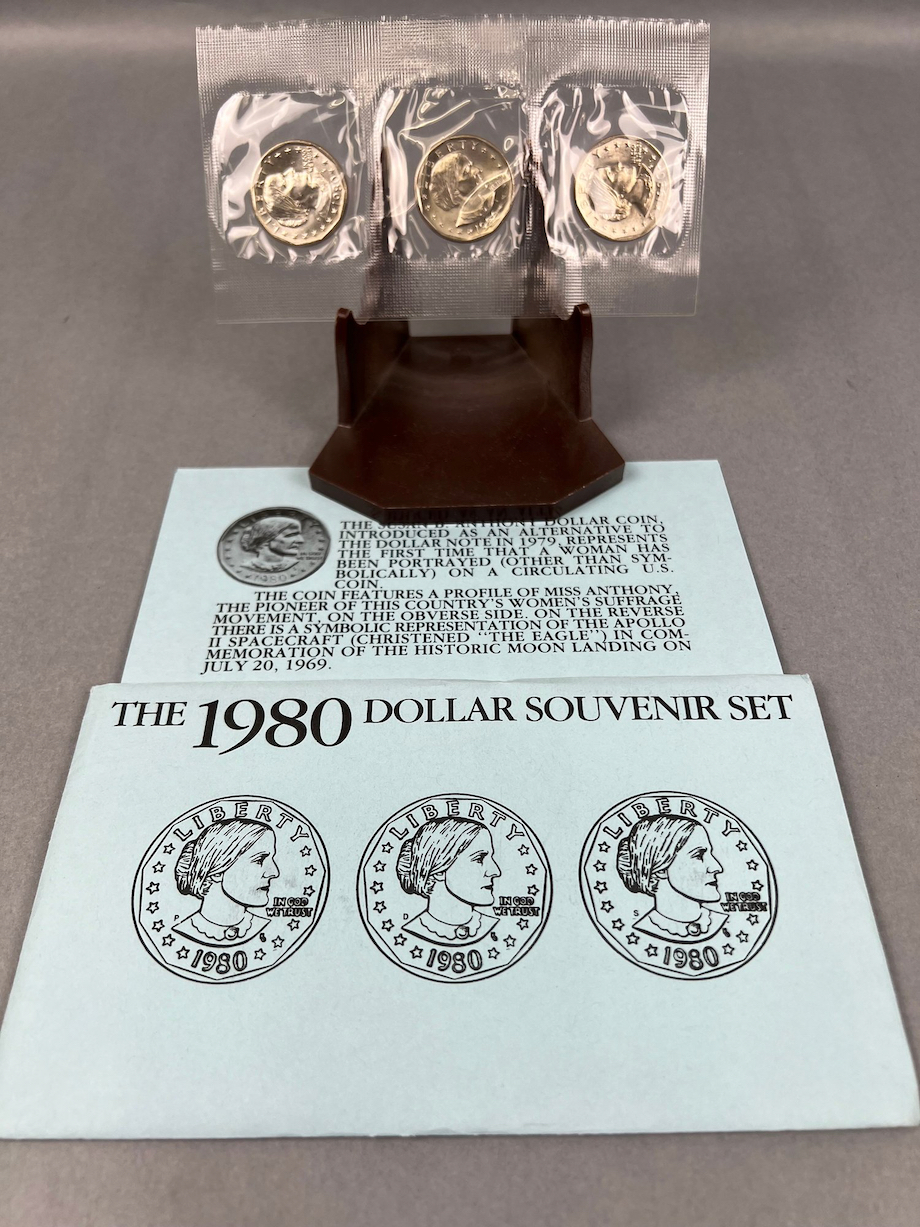 LIBERTY
THE SUSAN B. ANTHONY DOLLAR COIN,
INTRODUCED AS AN ALTERNATIVE TO
THE DOLLAR NOTE IN 1979, REPRESENTS
THE FIRST TIME THAT A WOMAN HAS
BEEN PORTRAYED (OTHER THAN SYM-
BOLICALLY) ON A CIRCULATING U.S.
COIN.
1980
THE COIN FEATURES A PROFILE OF MISS ANTHONY,
THE PIONEER OF THIS COUNTRY'S WOMEN'S SUFFRAGE
MOVEMENT, ON THE OBVERSE SIDE. ON THE REVERSE
THERE IS A SYMBOLIC REPRESENTATION OF THE APOLLO
II SPACECRAFT (CHRISTENED "THE EAGLE") IN COM-
MEMORATION OF THE HISTORIC MOON LANDING ON
JULY 20, 1969.
THE 1980 DOLLAR SOUVENIR SET
LIBERTY
IN GOD
WE TRUST
P
1980
LIBERTY
IN GOD
WE TRUST
D
1980
LIBERTY
IN GOD
WE TRUST
S
1980